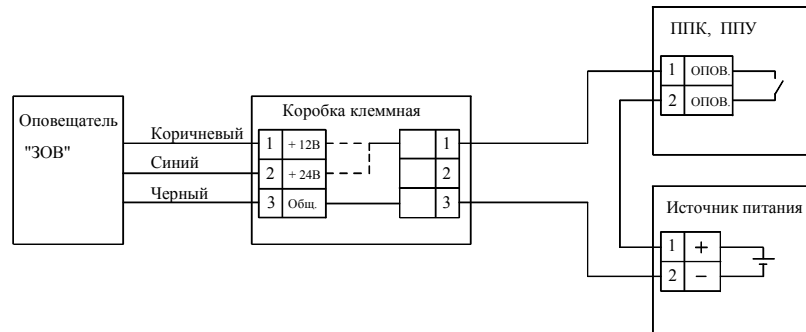 ППК, ППУ
1 ОПОВ.
2 ОПОВ.
Оповещатель
"ЗОВ"
Коричневый
Синий
Черный
Коробка клеммная
1 + 12В
2 + 24В
3 Общ.
1
2
3
Источник питания
1 +
2 −